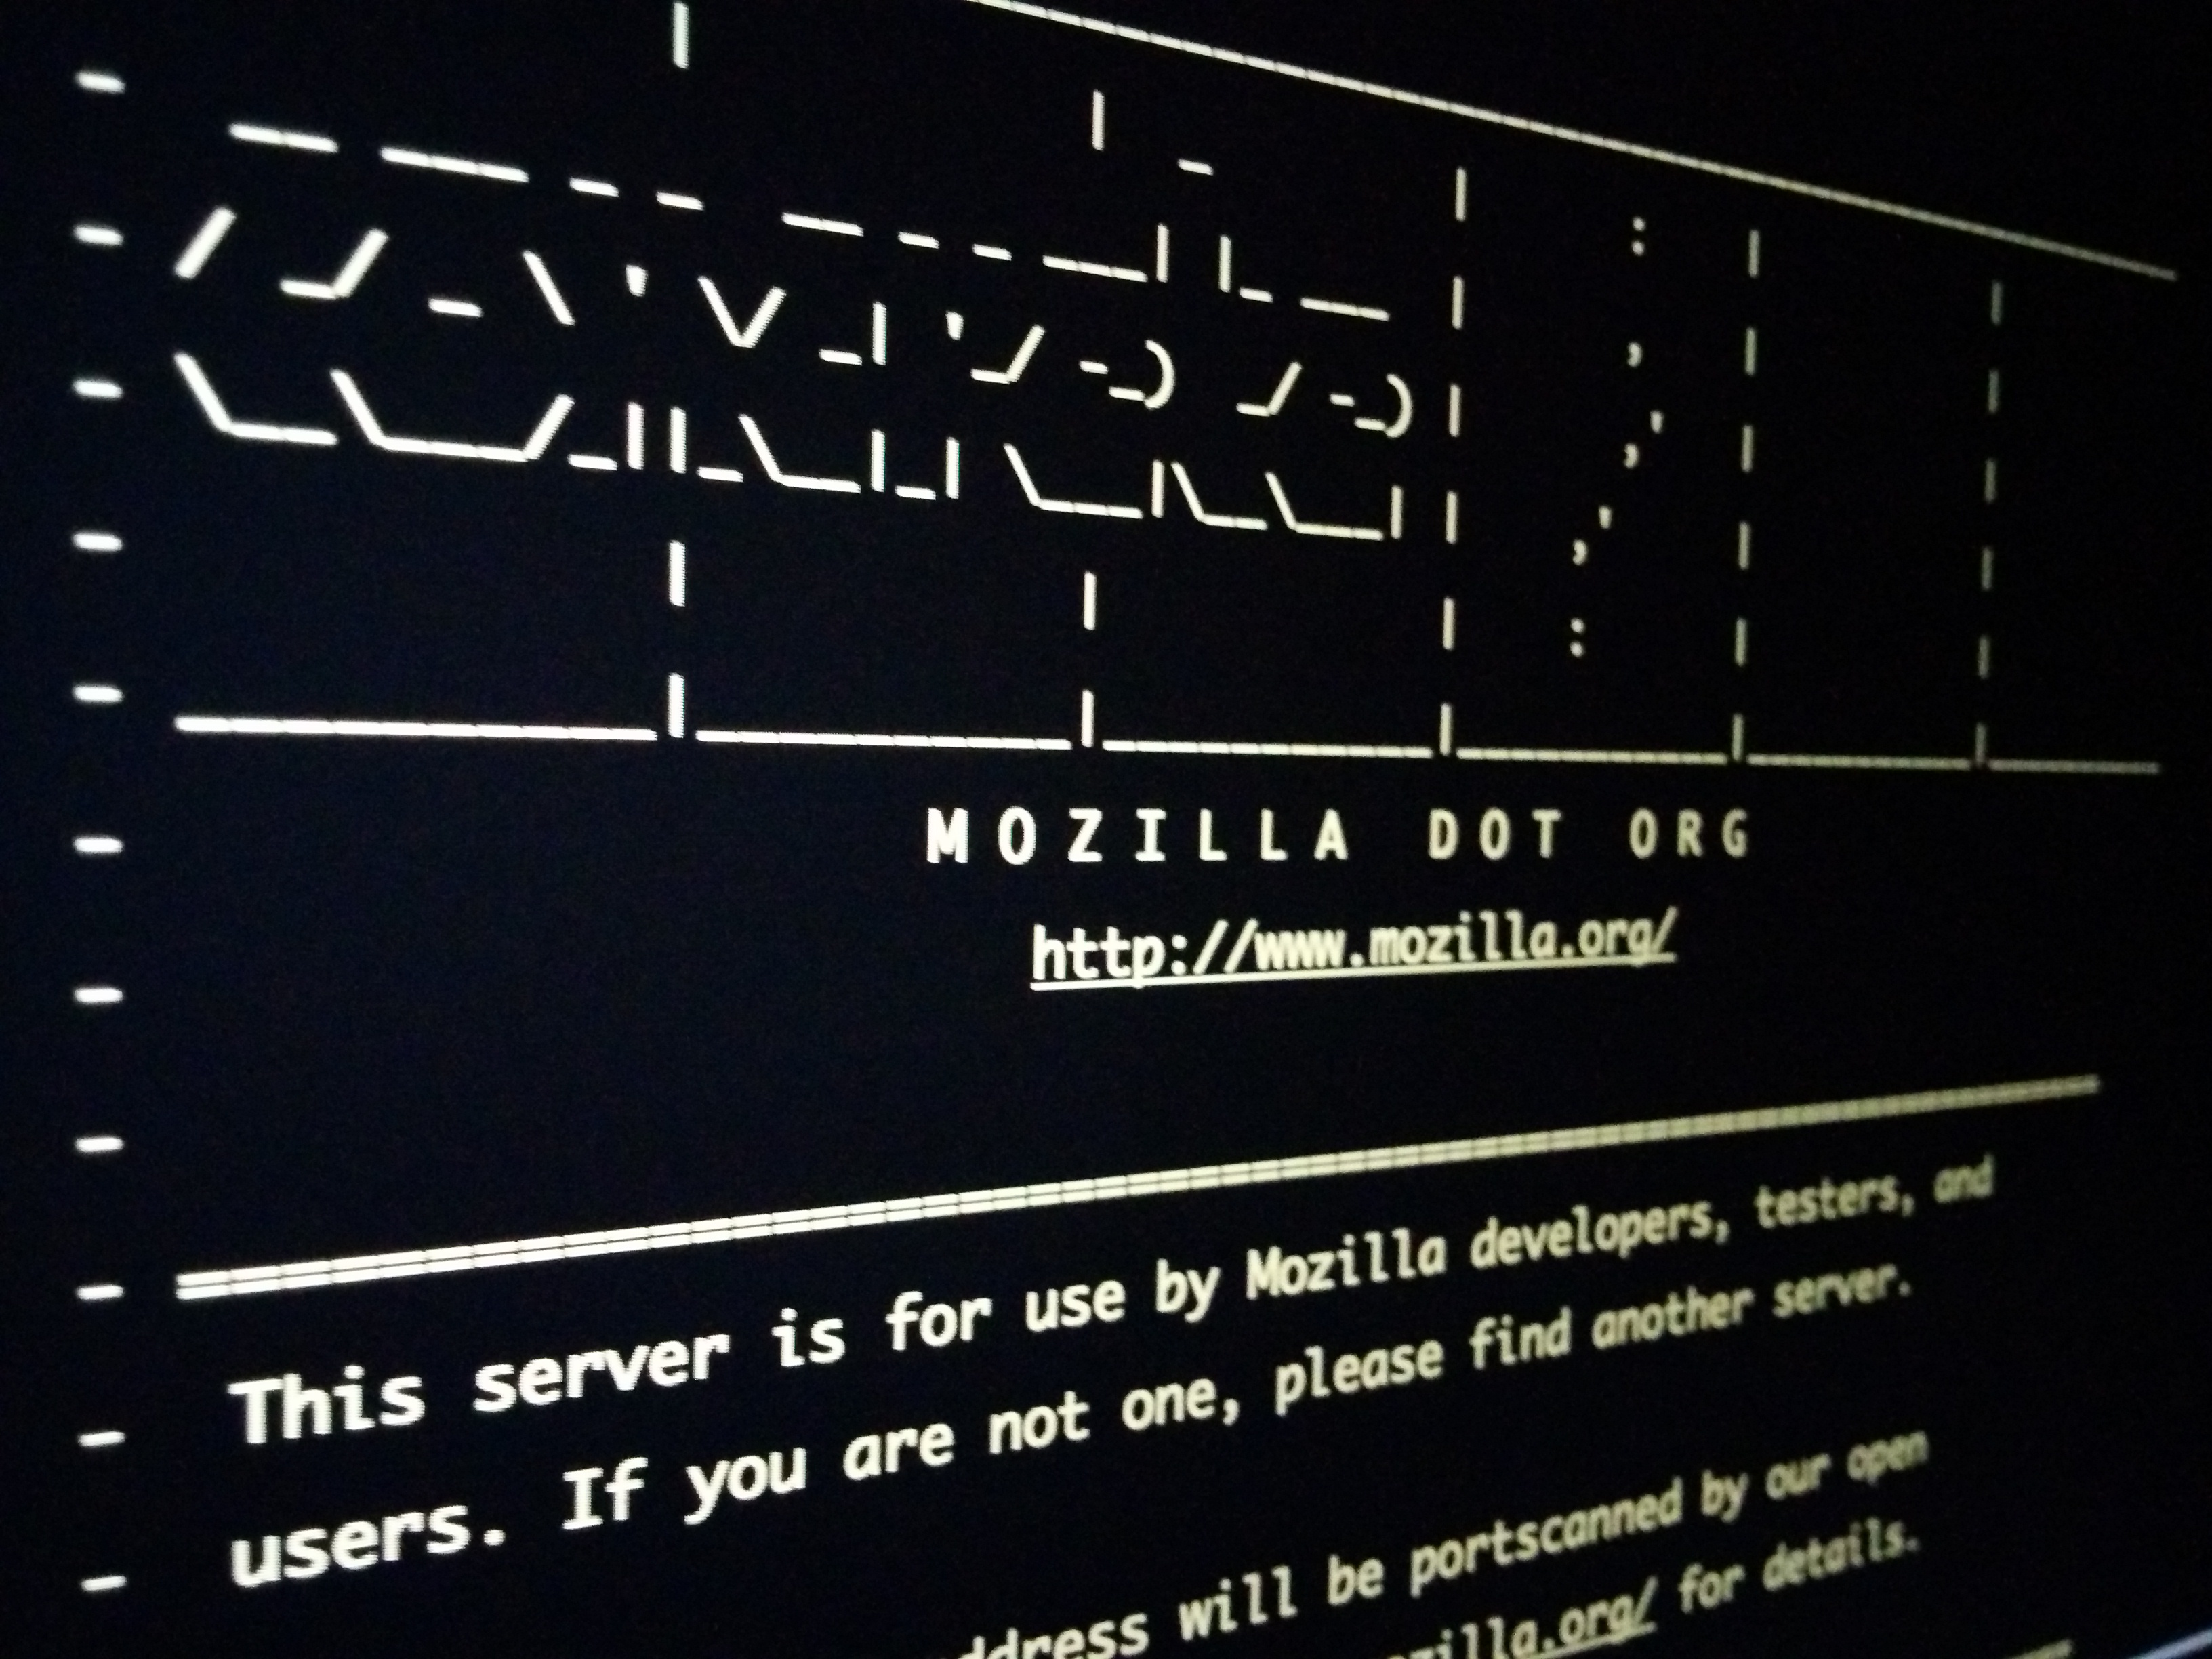 MOZILLA DOT ORG
http://www.mozilla.org/
This server is for use by Mozilla developers, testers, and
users. If you are not one, please find another server.
will be portscanned by our open
for details.